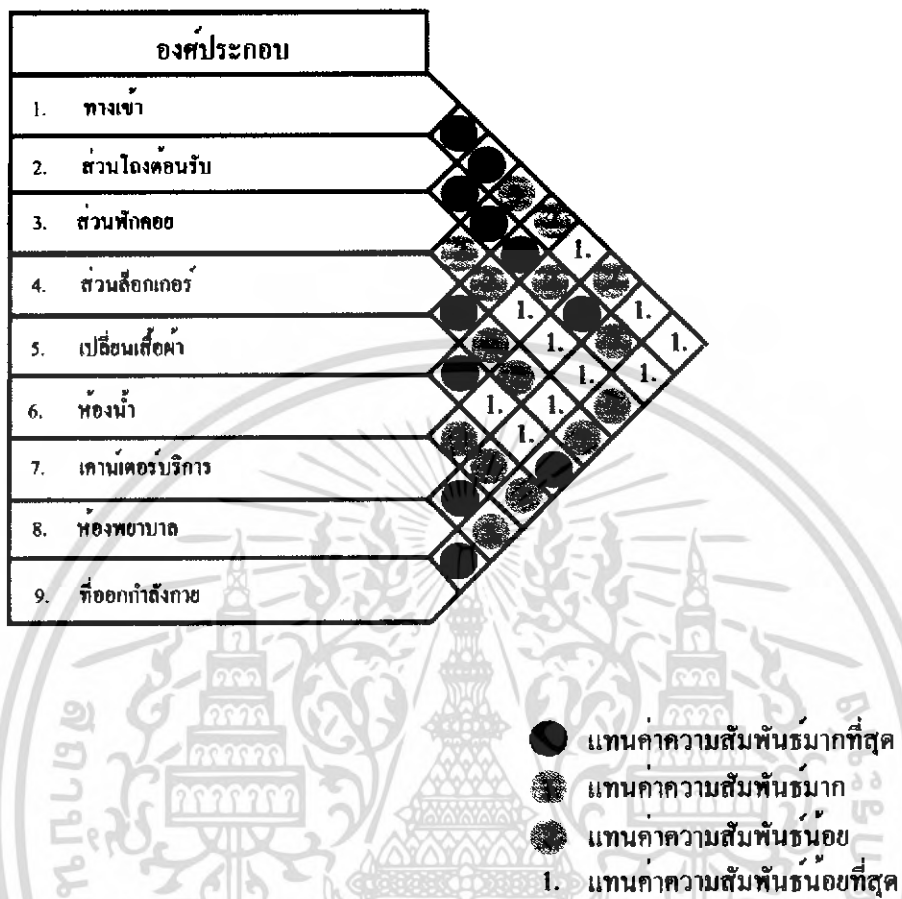 องค์ประกอบ
1. ทางเข้า
2. ส่วนโถงต้อนรับ
3. ส่วนพักคอย
4. ส่วนล๊อกเกอร์
5. เปลี่ยนเสื้อผ้า
6. ห้องน้ำ
7. เคาน์เตอร์บริการ
8. ห้องพยาบาล
9. ที่ออกกำลังกาย
1.
1.
1. 1. 1.
1. 1. 1.
1. 1.
1.
แทนค่าความสัมพันธ์มากที่สุด
แทนค่าความสัมพันธ์มาก
แทนค่าความสัมพันธ์น้อย
1. แทนค่าความสัมพันธ์น้อยที่สุด